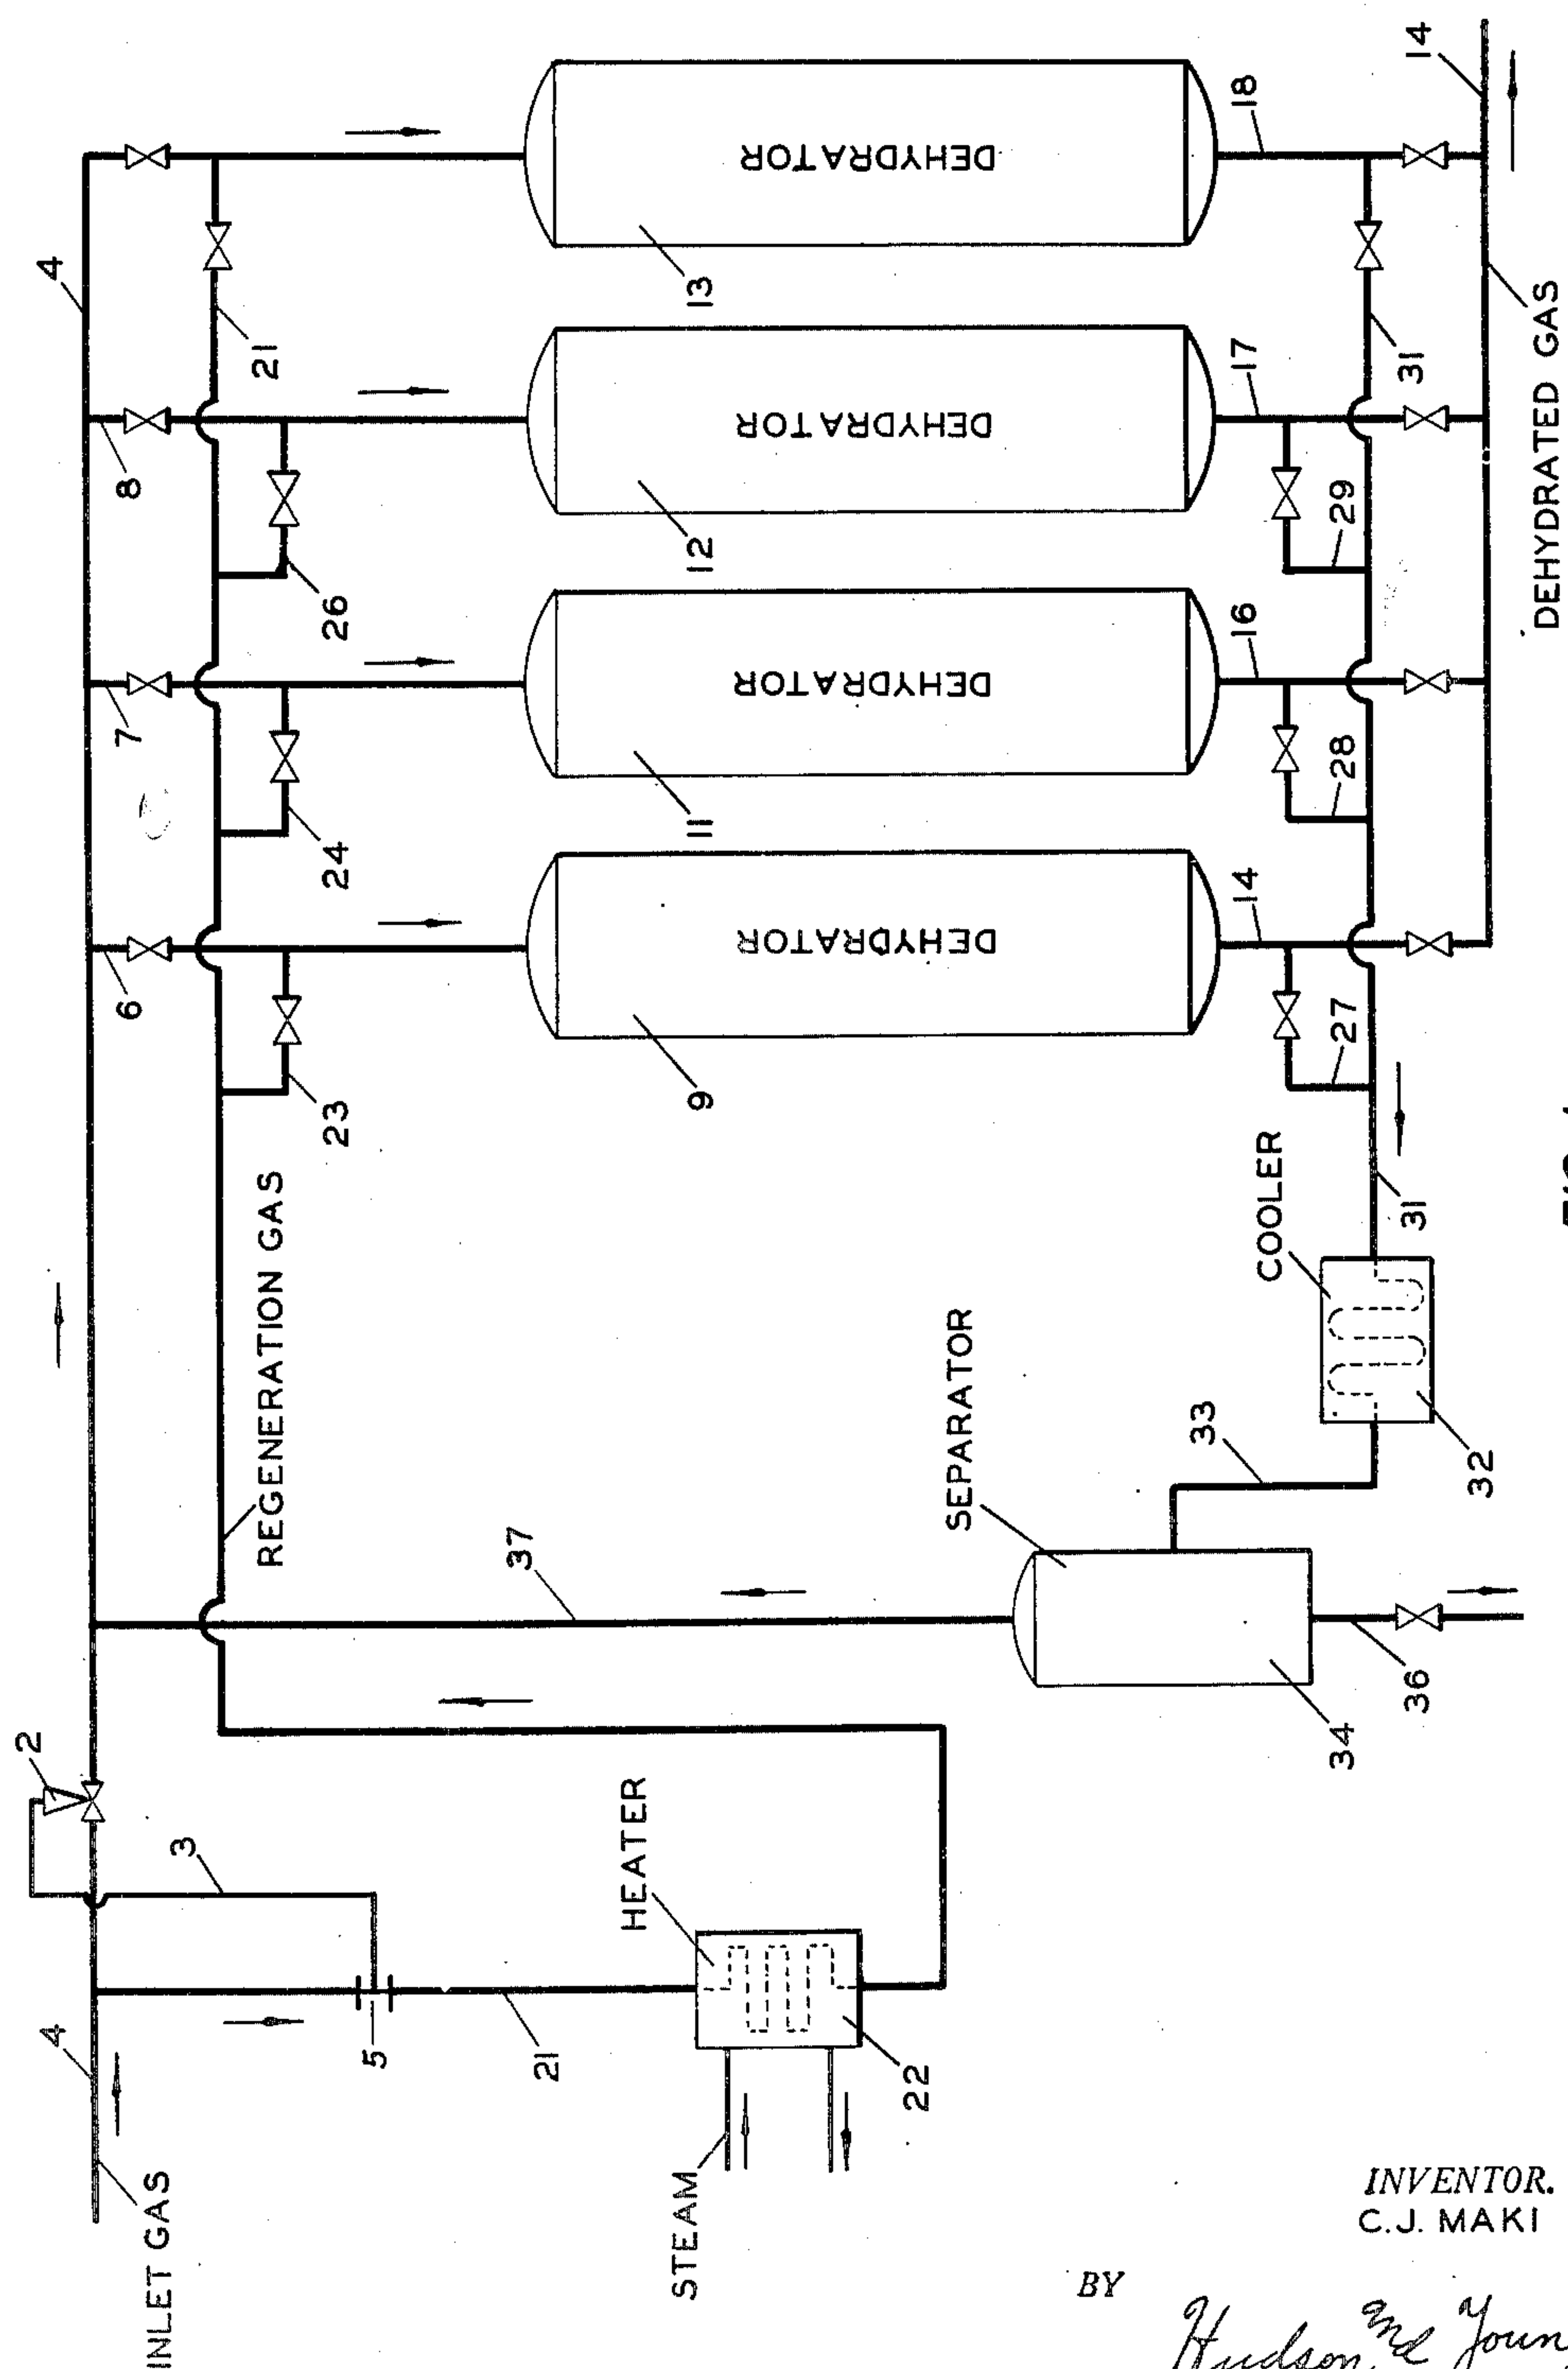 INLET GAS
4
2
3
5
21
HEATER
22
STEAM
REGENERATION GAS
37
SEPARATOR
34
36
33
COOLER
32
31
4
6
7
8
21
23
24
26
DEHYDRATOR
9
DEHYDRATOR
11
DEHYDRATOR
12
DEHYDRATOR
13
14
16
17
18
27
28
29
31
14
DEHYDRATED GAS
INVENTOR.
C.J. MAKI
BY
Hudson and